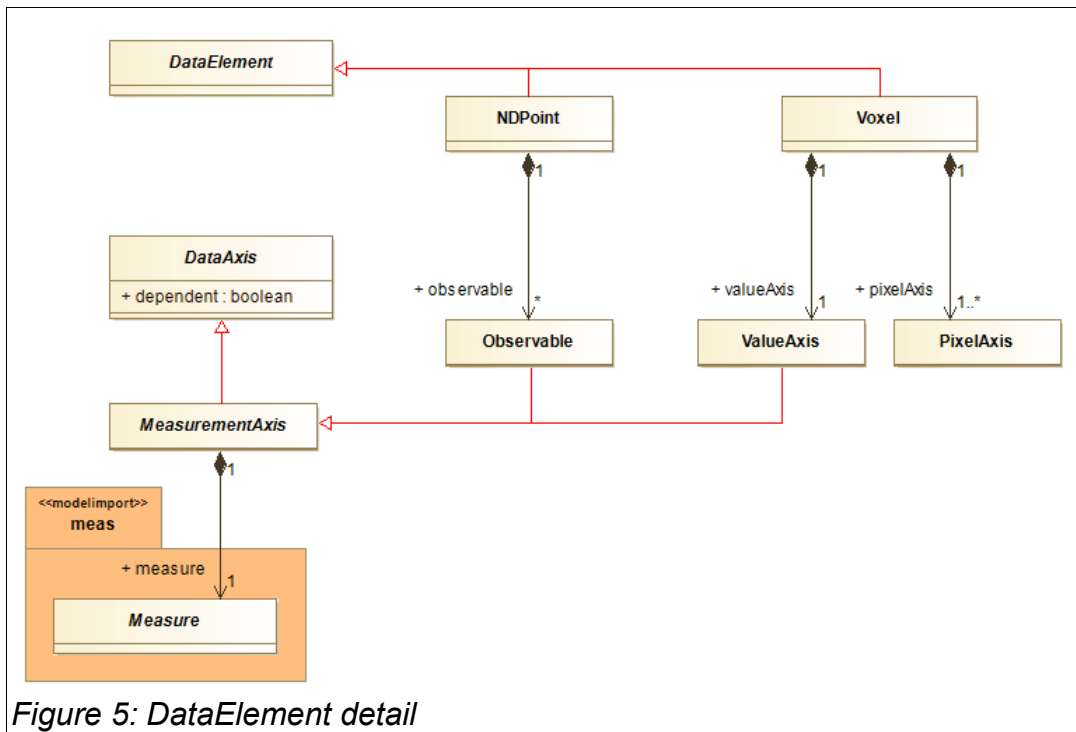 DataElement
NDPoint
Voxel
1
1
1
DataAxis
+ dependent : boolean
+ observable
*
+ valueAxis
1
+ pixelAxis
1..*
Observable
ValueAxis
PixelAxis
MeasurementAxis
1
<<modelimport>>
meas
+ measure
1
Measure
Figure 5: DataElement detail